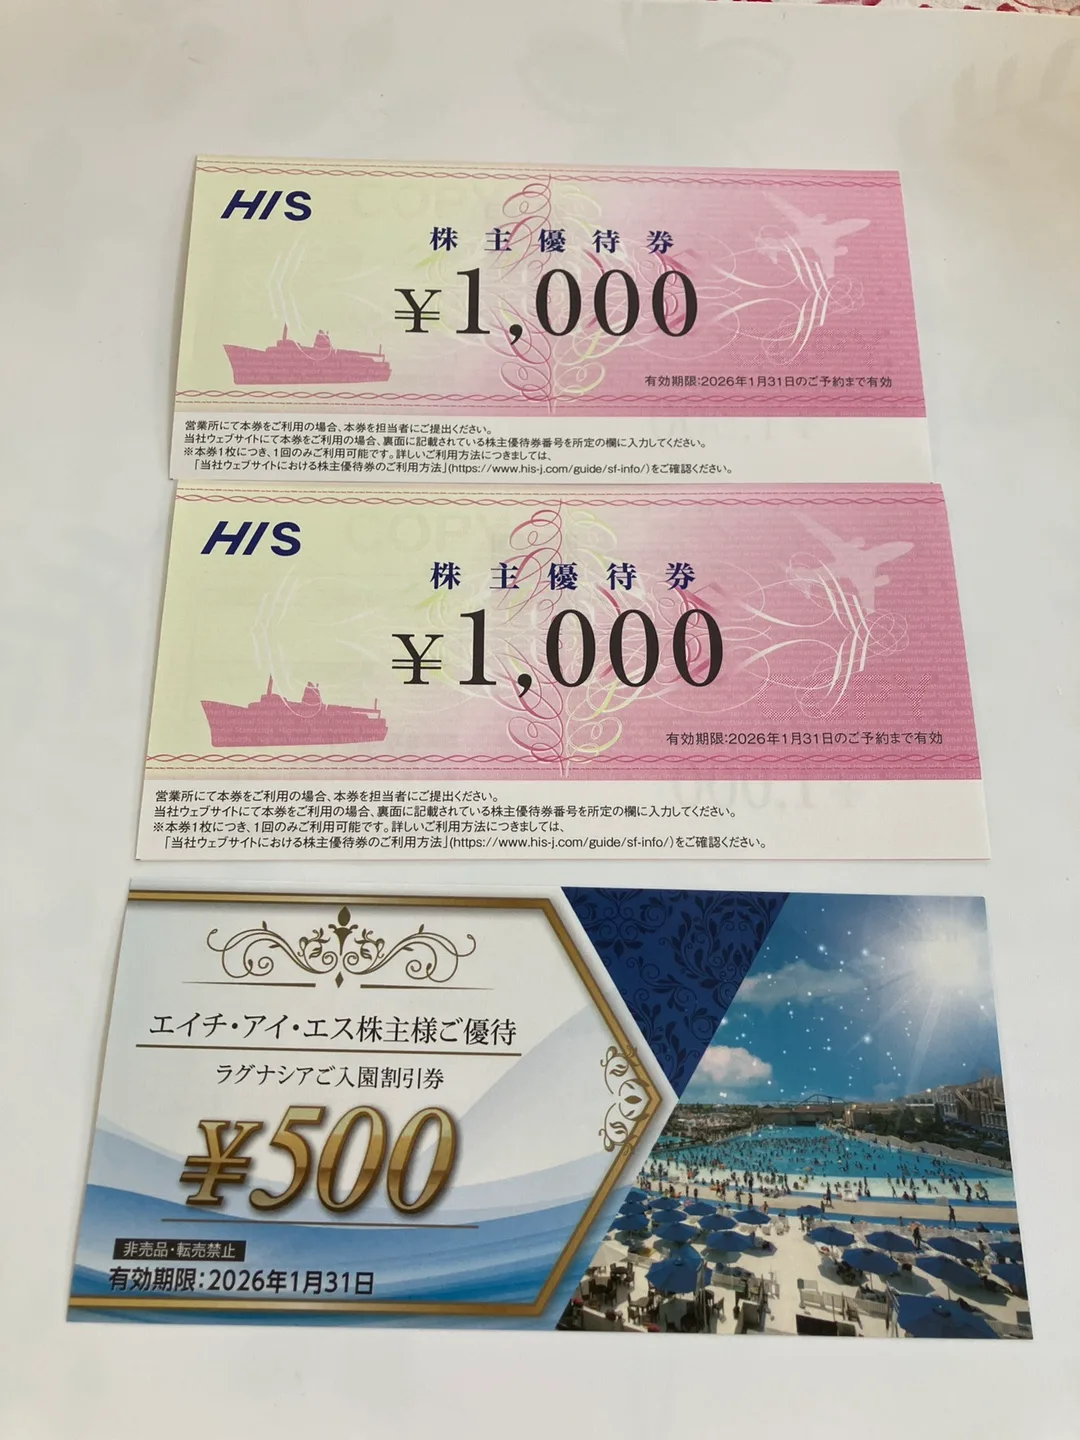 HIS
株主優待券
¥1,000
有効期限:2026年1月31日のご予約まで有効
営業所にて本券をご利用の場合、本券を担当者にご提出ください。
当社ウェブサイトにて本券をご利用の場合、裏面に記載されている株主優待券番号を所定の欄に入力してください。
※本券1枚につき、1回のみご利用可能です。詳しいご利用方法につきましては、
「当社ウェブサイトにおける株主優待券のご利用方法」(https://www.his-j.com/guide/sf-info/)をご確認ください。
HIS
株主優待券
¥1,000
有効期限:2026年1月31日のご予約まで有効
営業所にて本券をご利用の場合、本券を担当者にご提出ください。
当社ウェブサイトにて本券をご利用の場合、裏面に記載されている株主優待券番号を所定の欄に入力してください。
※本券1枚につき、1回のみご利用可能です。詳しいご利用方法につきましては、
「当社ウェブサイトにおける株主優待券のご利用方法」(https://www.his-j.com/guide/sf-info/)をご確認ください。
エイチ・アイ・エス株主様ご優待
ラグナシアご入園割引券
¥500
非売品・転売禁止
有効期限:2026年1月31日